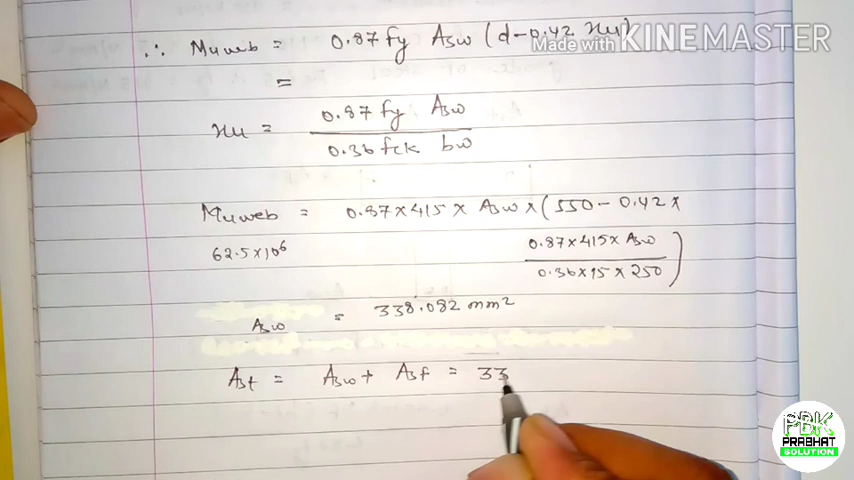 ∴ Muweb = 0.87 fy Asw (d - 0.42 xu)
Made with KINEMASTER
=
xu = 0.87 fy Asw
0.36 fck bw
Muweb = 0.87×415× Asw×(550 - 0.42×
62.5×10⁶ 0.87×415×Asw
0.36×15×250)
Asw = 338.082 mm²
Ast = Asw + Asf = 33
PBK
PRABHAT
SOLUTION